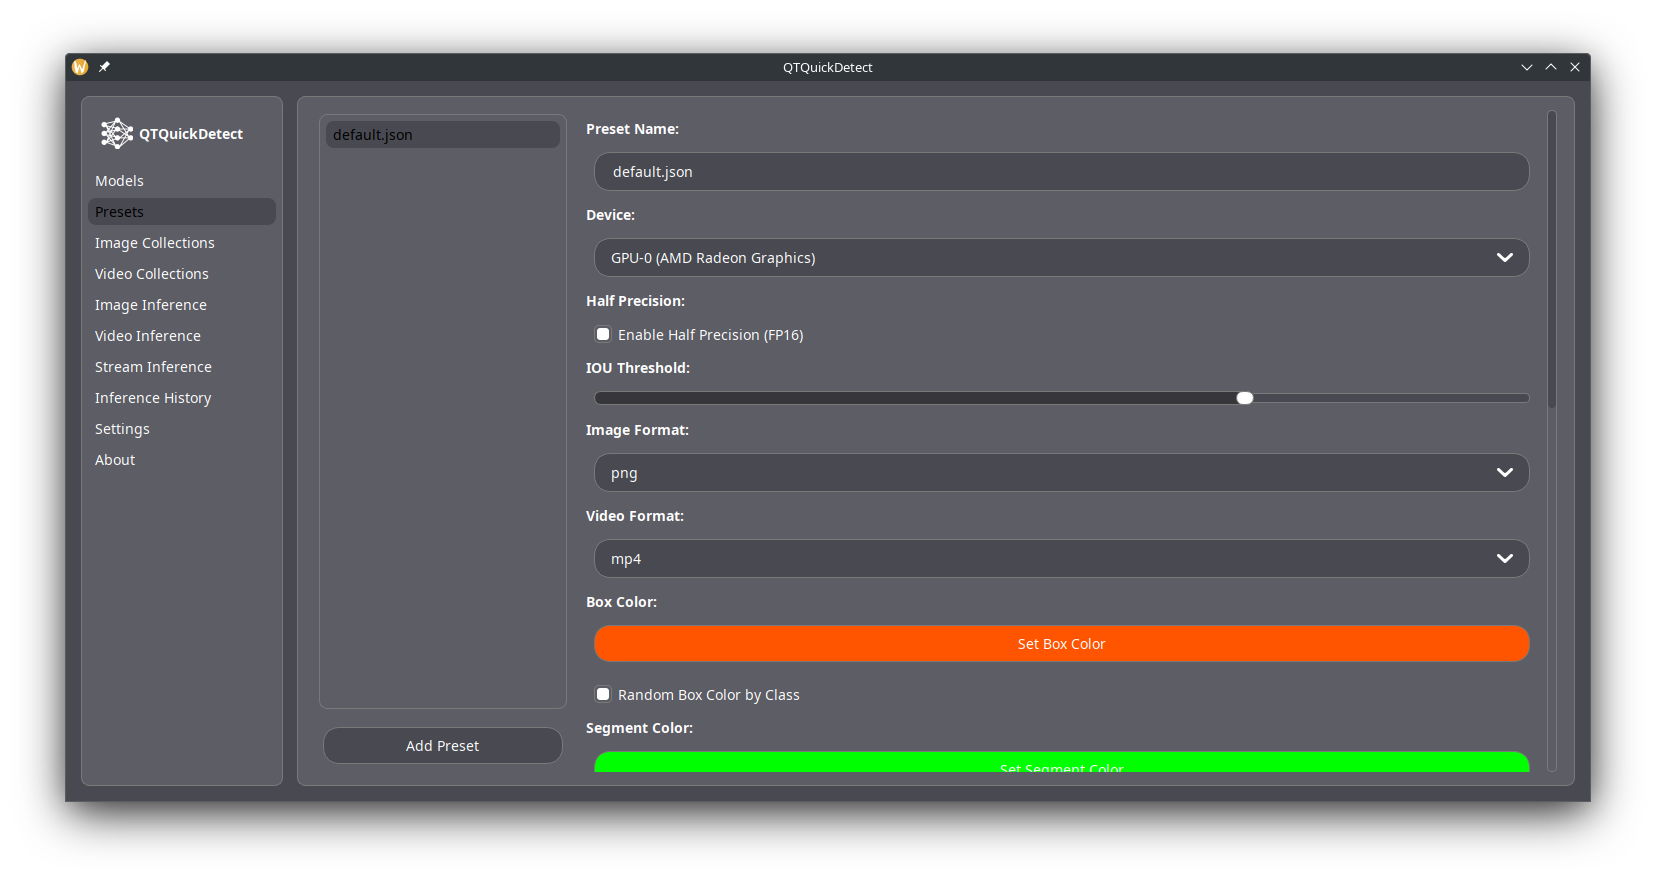 QTQuickDetect
QTQuickDetect
Models
Presets
Image Collections
Video Collections
Image Inference
Video Inference
Stream Inference
Inference History
Settings
About
default.json
Add Preset
Preset Name:
default.json
Device:
GPU-0 (AMD Radeon Graphics)
Half Precision:
Enable Half Precision (FP16)
IOU Threshold:
Image Format:
png
Video Format:
mp4
Box Color:
Set Box Color
Random Box Color by Class
Segment Color:
Set Segment Color